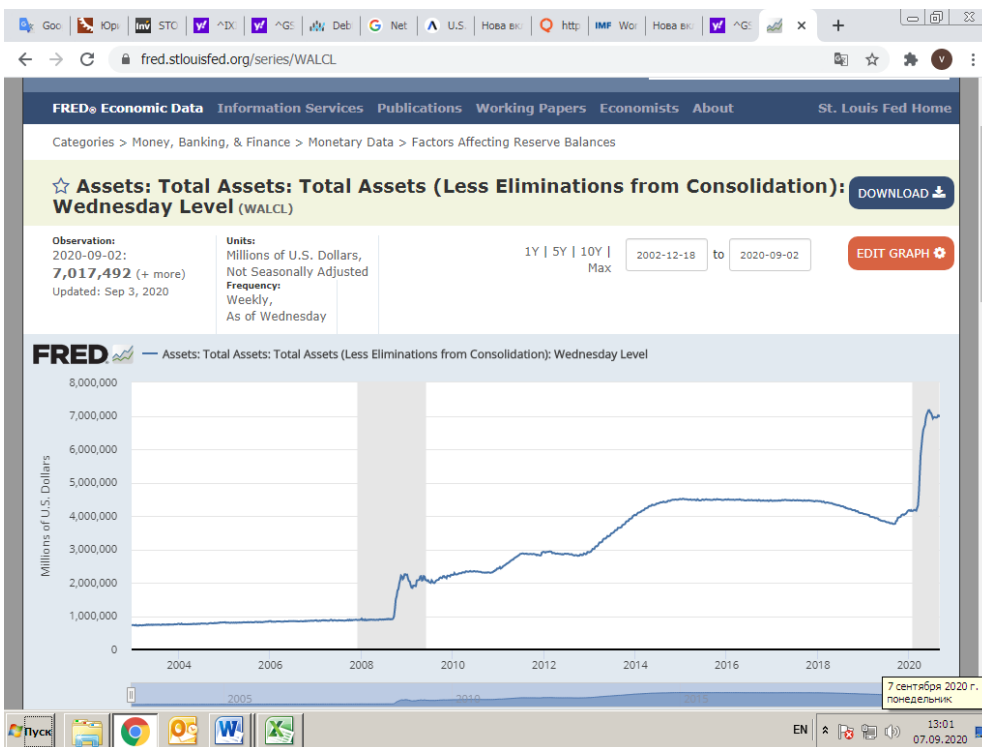 Goo Юри STO ^IX ^GS Deb Net U.S. Нова вкл http IMF Wor Нова вкл ^GS
fred.stlouisfed.org/series/WALCL V
FRED® Economic Data Information Services Publications Working Papers Economists About St. Louis Fed Home
Categories > Money, Banking, & Finance > Monetary Data > Factors Affecting Reserve Balances
☆ Assets: Total Assets: Total Assets (Less Eliminations from Consolidation):
Wednesday Level (WALCL)
DOWNLOAD
Observation:
2020-09-02:
7,017,492 (+ more)
Updated: Sep 3, 2020
Units:
Millions of U.S. Dollars,
Not Seasonally Adjusted
Frequency:
Weekly,
As of Wednesday
1Y | 5Y | 10Y |
Max
2002-12-18 to 2020-09-02
EDIT GRAPH
FRED — Assets: Total Assets: Total Assets (Less Eliminations from Consolidation): Wednesday Level
Millions of U.S. Dollars
8,000,000
7,000,000
6,000,000
5,000,000
4,000,000
3,000,000
2,000,000
1,000,000
0
2004 2006 2008 2010 2012 2014 2016 2018 2020
2005 2010 2015
7 сентября 2020 г.
понедельник
Пуск EN 13:01
07.09.2020